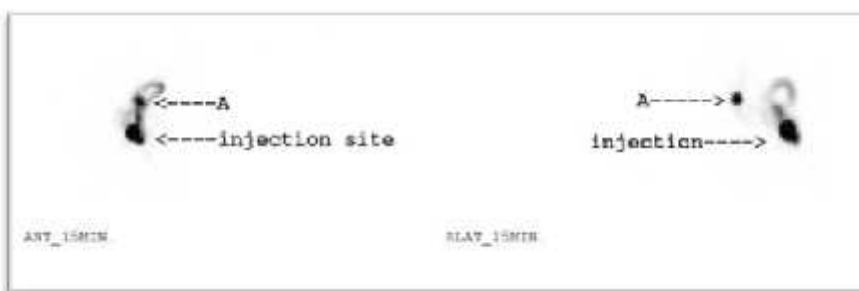 <----A
<----injection site
ANT_15MIN
A----->
injection---->
RLAT_15MIN